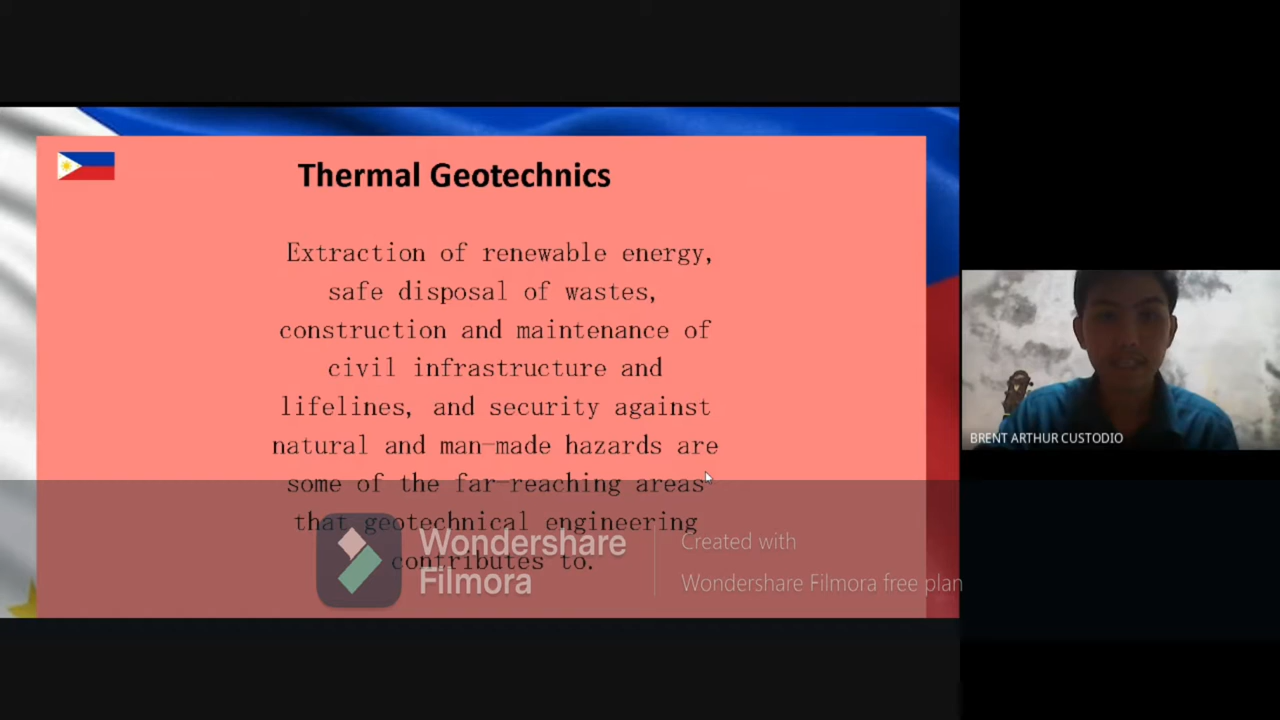 Thermal Geotechnics
Extraction of renewable energy,
safe disposal of wastes,
construction and maintenance of
civil infrastructure and
lifelines, and security against
natural and man-made hazards are
some of the far-reaching areas
that geotechnical engineering
contributes to.
Wondershare
Filmora
Created with
Wondershare Filmora free plan
BRENT ARTHUR CUSTODIO